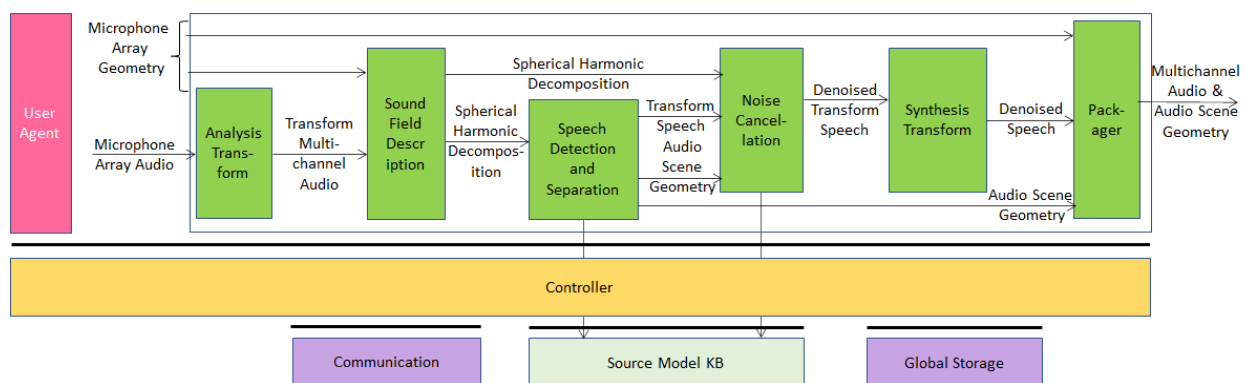 Microphone
Array
Geometry
User
Agent
Microphone
Array Audio
Analysis
Trans-
form
Transform
Multi-
channel
Audio
Sound
Field
Descr
iption
Spherical Harmonic
Decomposition
Spherical
Harmonic
Decompos-
ition
Speech
Detection
and
Separation
Transform
Speech
Audio
Scene
Geometry
Noise
Cancel-
lation
Denoised
Transform
Speech
Synthesis
Transform
Denoised
Speech
Audio Scene
Geometry
Pack-
ager
Multichannel
Audio &
Audio Scene
Geometry
Controller
Communication
Source Model KB
Global Storage